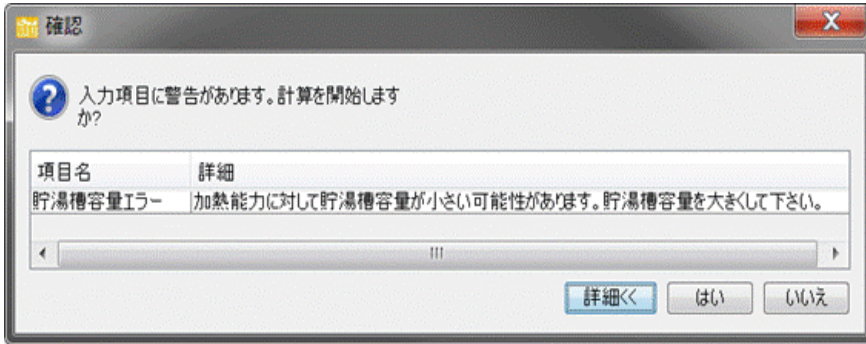 確認
入力項目に警告があります。計算を開始します
か?
項目名 詳細
貯湯槽容量エラー 加熱能力に対して貯湯槽容量が小さい可能性があります。貯湯槽容量を大きくして下さい。
詳細<< はい いいえ